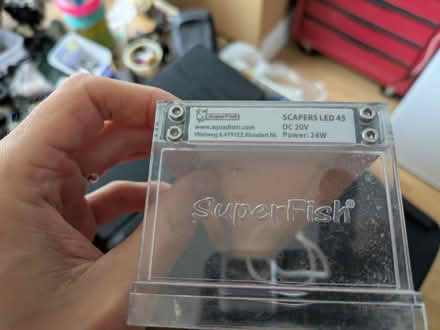 SuperFish
SCAPERS LED 45
www.aquadistri.com
DC 20V
Power: 24W
SuperFish®